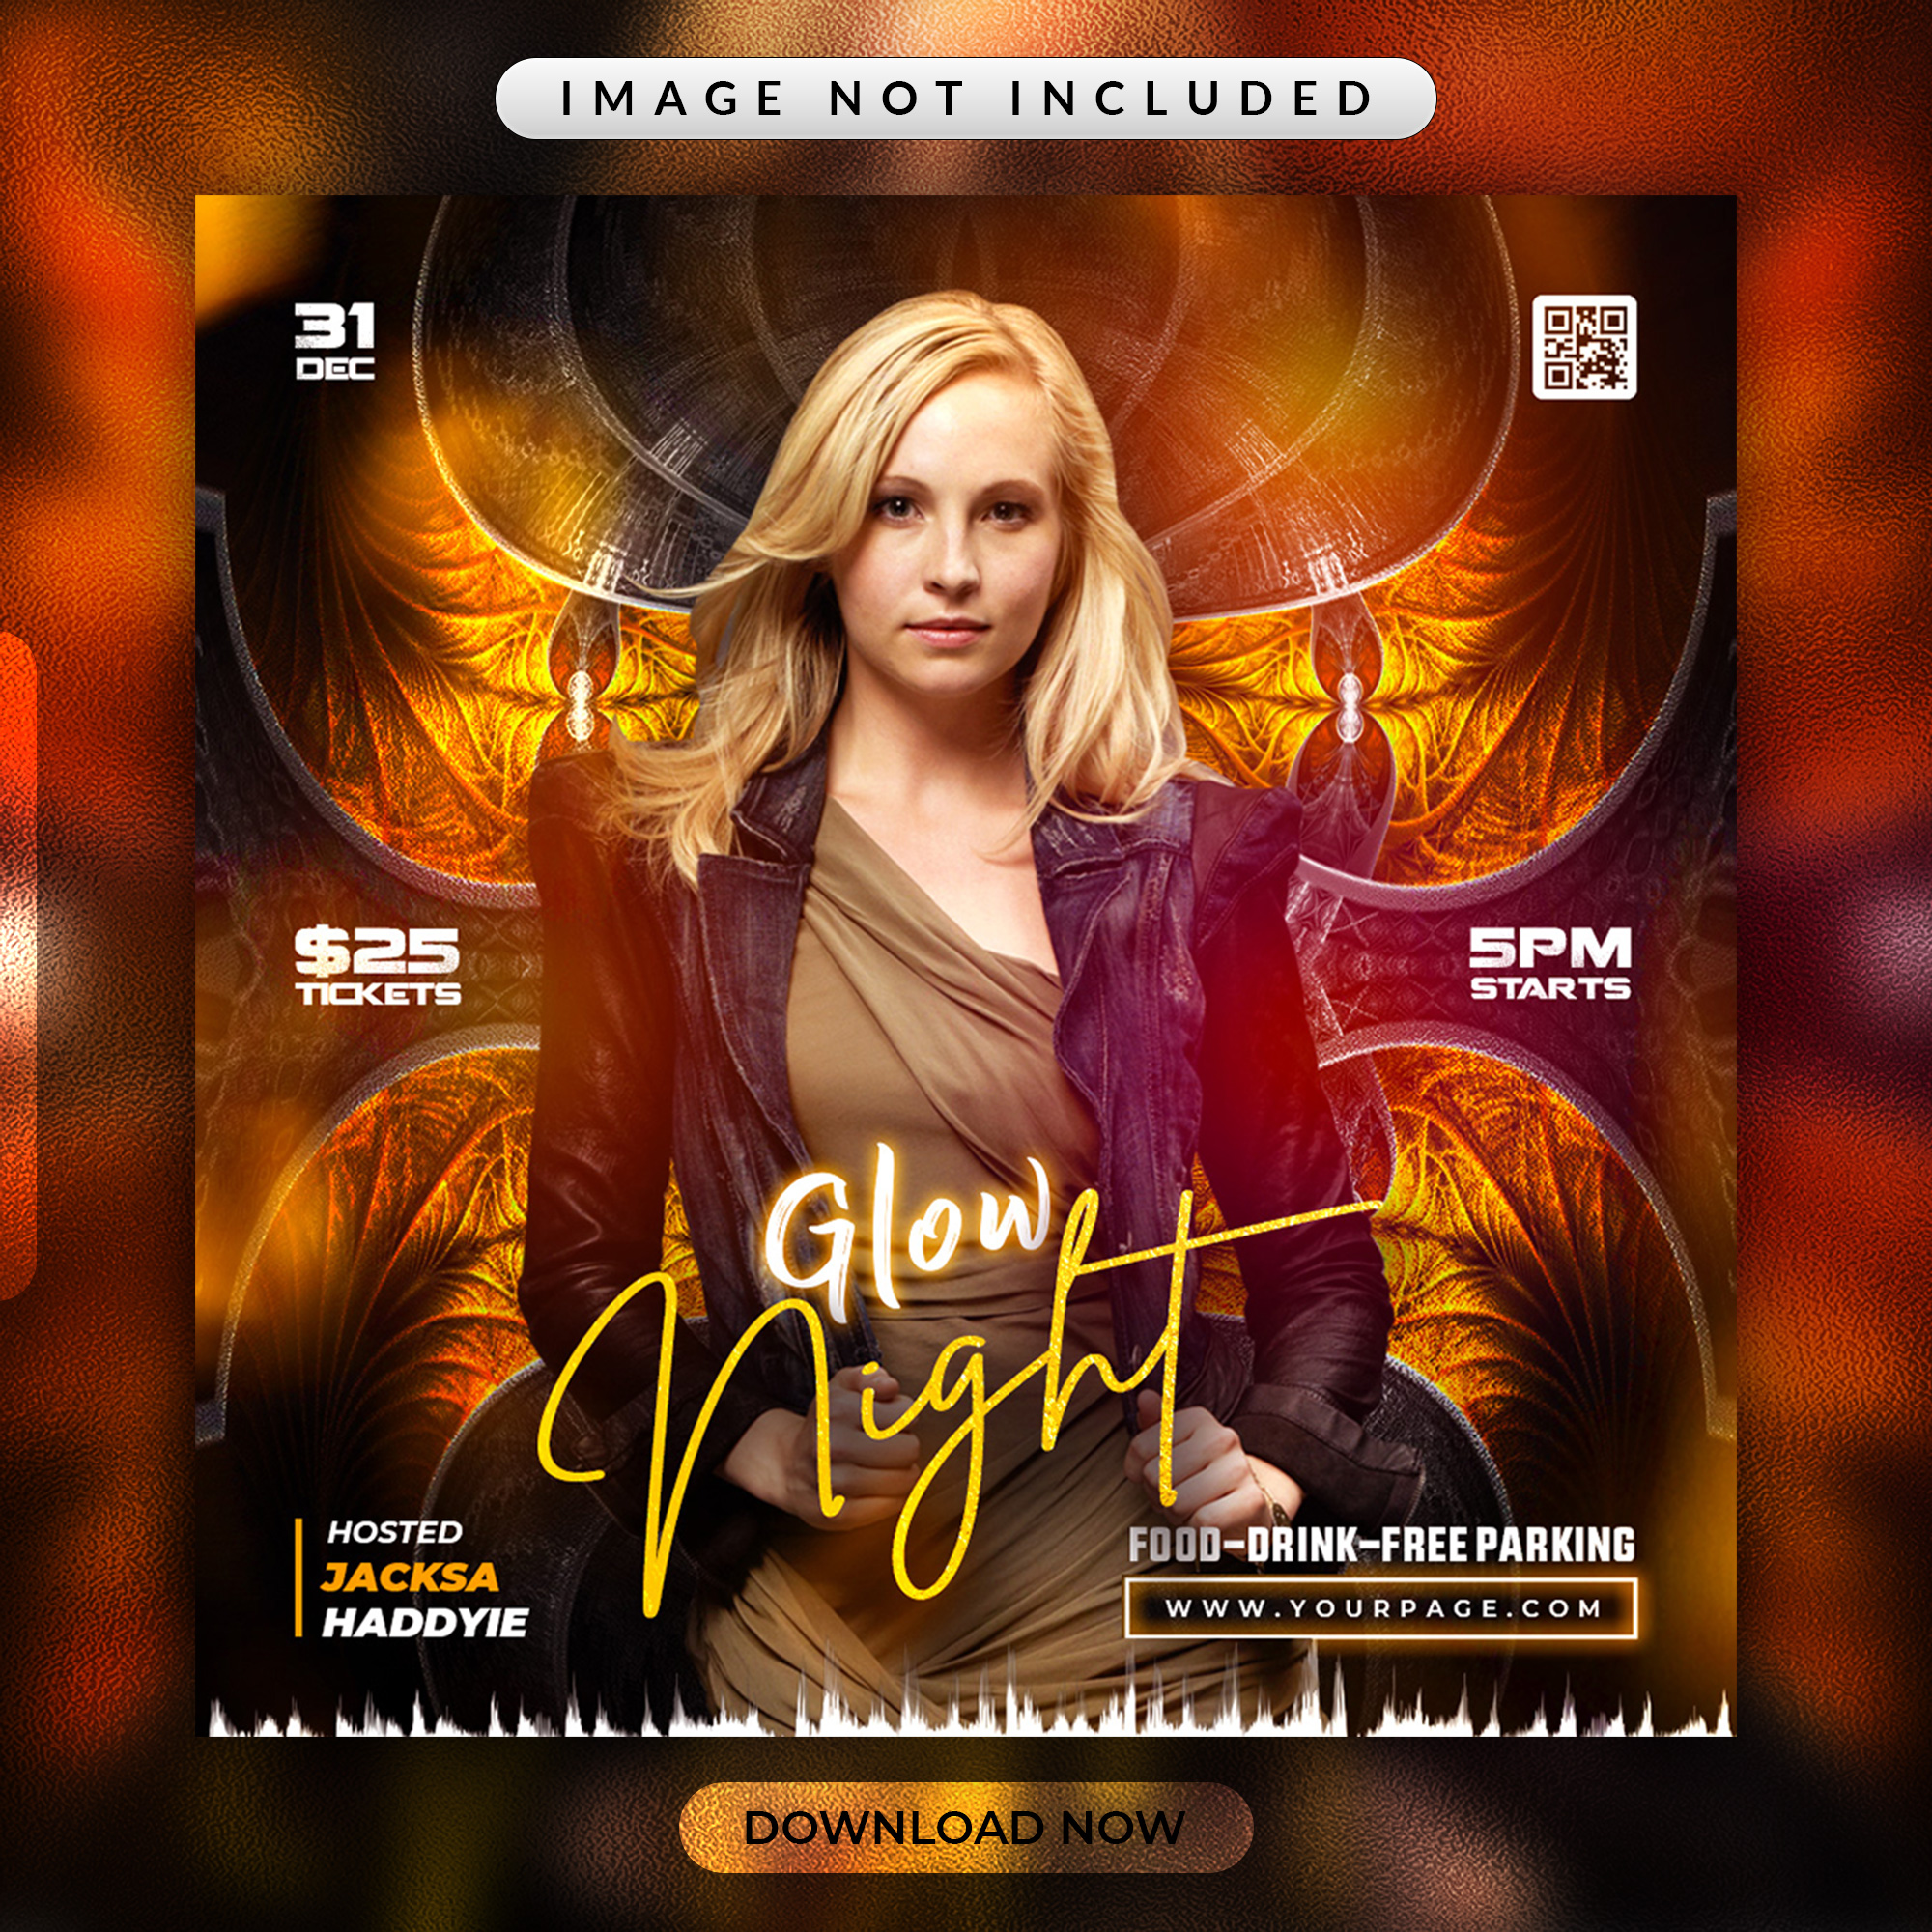 IMAGE NOT INCLUDED
31
DEC
$25
TICKETS
5PM
STARTS
Glow
Night
HOSTED
JACKSA
HADDYIE
FOOD-DRINK-FREE PARKING
WWW.YOURPAGE.COM
DOWNLOAD NOW